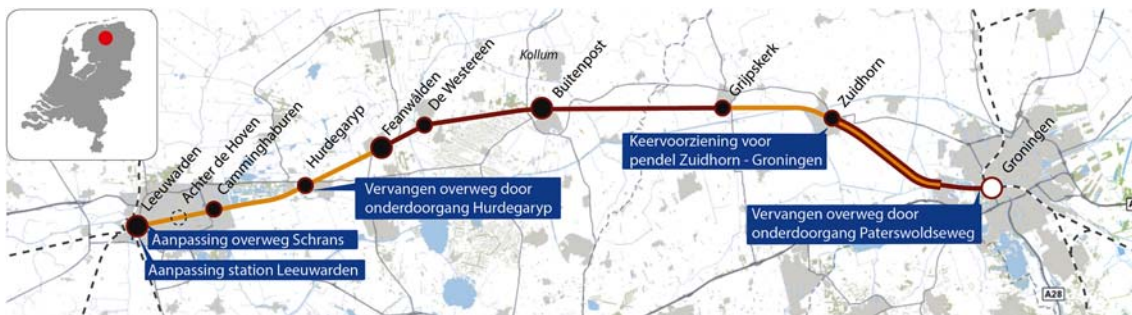 Leeuwarden
Achter de Hoven
Camminghaburen
Hurdegaryp
Feanwâlden
De Westereen
Kollum
Buitenpost
Grijpskerk
Zuidhorn
Groningen
Keervoorziening voor
pendel Zuidhorn - Groningen
Vervangen overweg door
onderdoorgang Hurdegaryp
Vervangen overweg door
onderdoorgang Paterswoldseweg
Aanpassing overweg Schrans
Aanpassing station Leeuwarden
A28